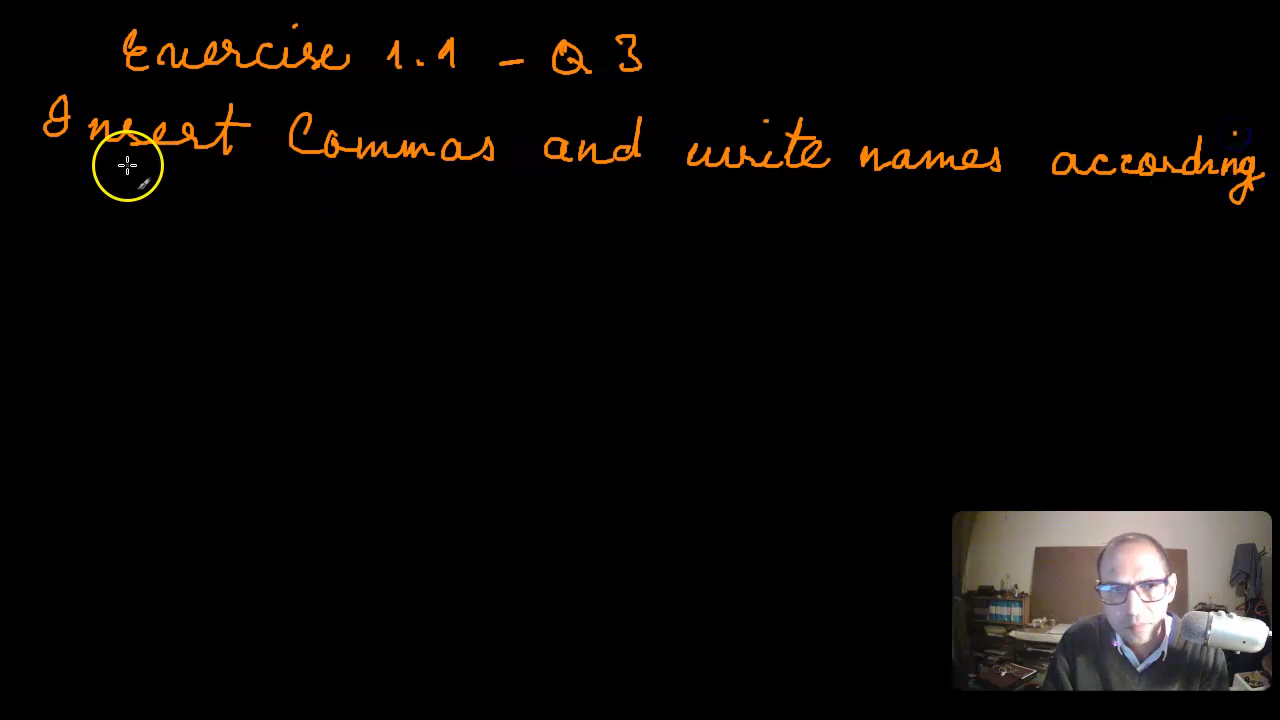 Exercise 1.1 - Q 3
Insert Commas and write names according